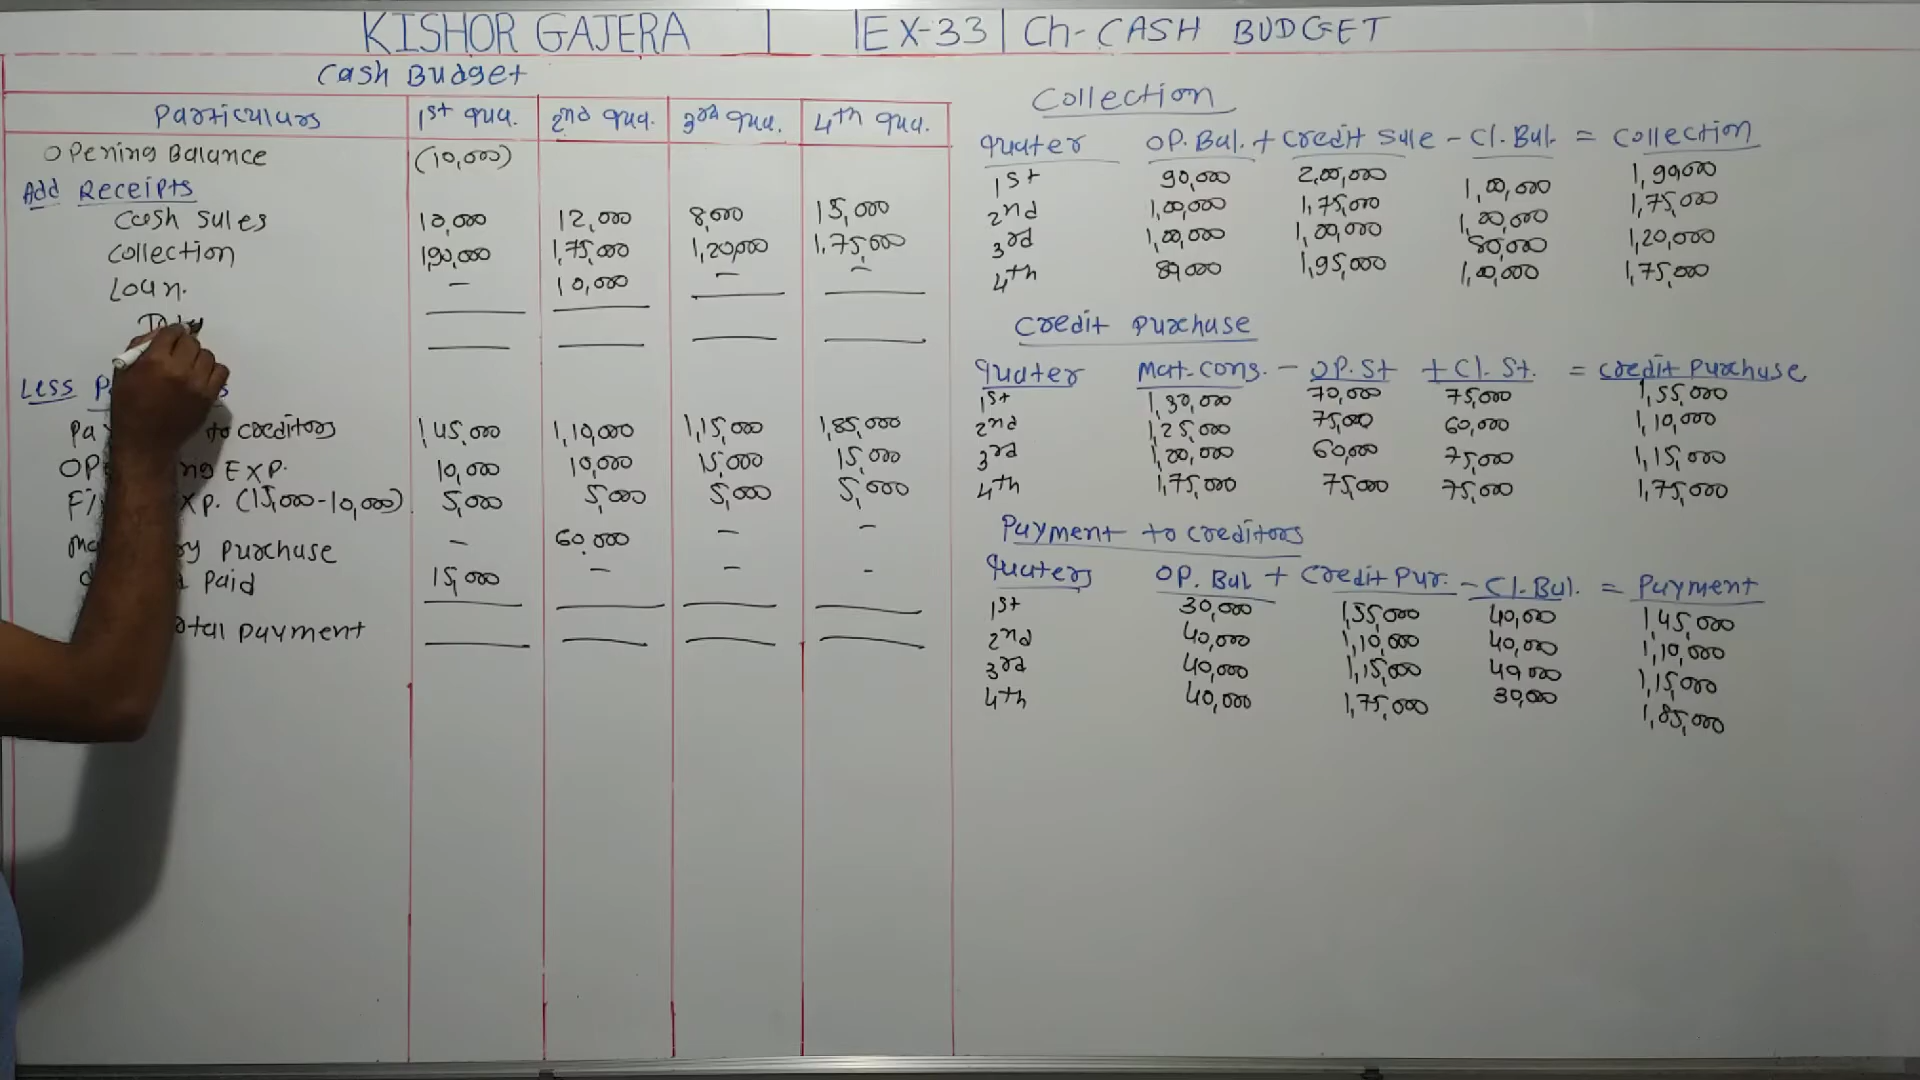 KISHOR GAJERA | EX-33 | Ch-CASH BUDGET
Cash Budget
Particulars 1st qua. 2nd qua. 3rd qua. 4th qua.
Opening Balance (10,000)
Add Receipts
Cash sales 10,000 12,000 8,000 15,000
Collection 1,90,000 1,75,000 1,20,000 1,75,000
Loan. — 10,000 — —
Less
to creditors 1,45,000 1,10,000 1,15,000 1,85,000
EXP. 10,000 10,000 15,000 15,000
XP. (15,000-10,000) 5,000 5,000 5,000 5,000
Purchase — 60,000 — —
Paid 15,000 — — -
otal payment
Collection
Quater OP. Bal. + Credit Sale - Cl. Bal. = Collection
1st 90,000 2,00,000 1,00,000 1,90,000
2nd 1,00,000 1,75,000 1,00,000 1,75,000
3rd 1,00,000 1,00,000 80,000 1,20,000
4th 80,000 1,95,000 1,00,000 1,75,000
Credit Purchase
Quater Mat. Cons. - OP. St + Cl. St. = Credit Purchase
1st 1,30,000 70,000 75,000 1,55,000
2nd 1,25,000 75,000 60,000 1,10,000
3rd 1,00,000 60,000 75,000 1,15,000
4th 1,75,000 75,000 75,000 1,75,000
Payment to creditors
Quaters OP. Bal + Credit Pur. - Cl. Bal. = Payment
1st 30,000 1,55,000 40,000 1,45,000
2nd 40,000 1,10,000 40,000 1,10,000
3rd 40,000 1,15,000 40,000 1,15,000
4th 40,000 1,75,000 30,000 1,85,000